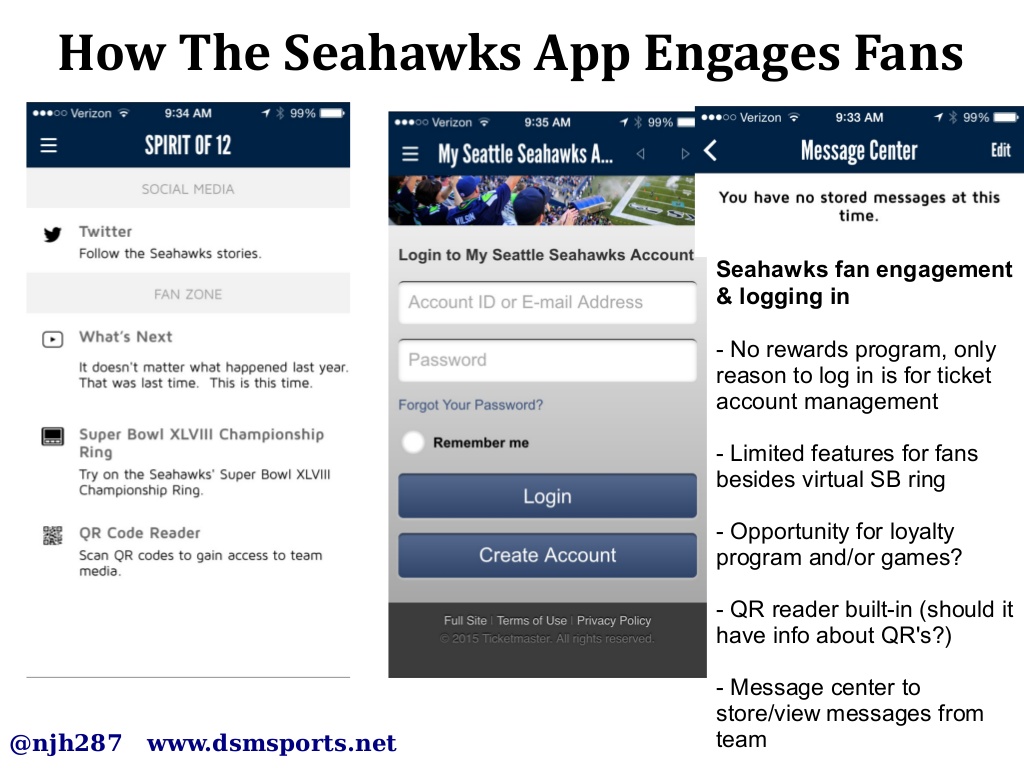 How The Seahawks App Engages Fans
Verizon 9:34 AM 99%
SPIRIT OF 12
SOCIAL MEDIA
Twitter
Follow the Seahawks stories.
FAN ZONE
What's Next
It doesn't matter what happened last year.
That was last time. This is this time.
Super Bowl XLVIII Championship
Ring
Try on the Seahawks' Super Bowl XLVIII
Championship Ring.
QR Code Reader
Scan QR codes to gain access to team
media.
Verizon 9:35 AM 99%
My Seattle Seahawks A...
WILSON
Login to My Seattle Seahawks Account
Account ID or E-mail Address
Password
Forgot Your Password?
Remember me
Login
Create Account
Full Site | Terms of Use | Privacy Policy
© 2015 Ticketmaster. All rights reserved.
Verizon 9:33 AM 99%
Message Center Edit
You have no stored messages at this
time.
Seahawks fan engagement
& logging in
- No rewards program, only
reason to log in is for ticket
account management
- Limited features for fans
besides virtual SB ring
- Opportunity for loyalty
program and/or games?
- QR reader built-in (should it
have info about QR's?)
- Message center to
store/view messages from
team
@njh287 www.dsmsports.net